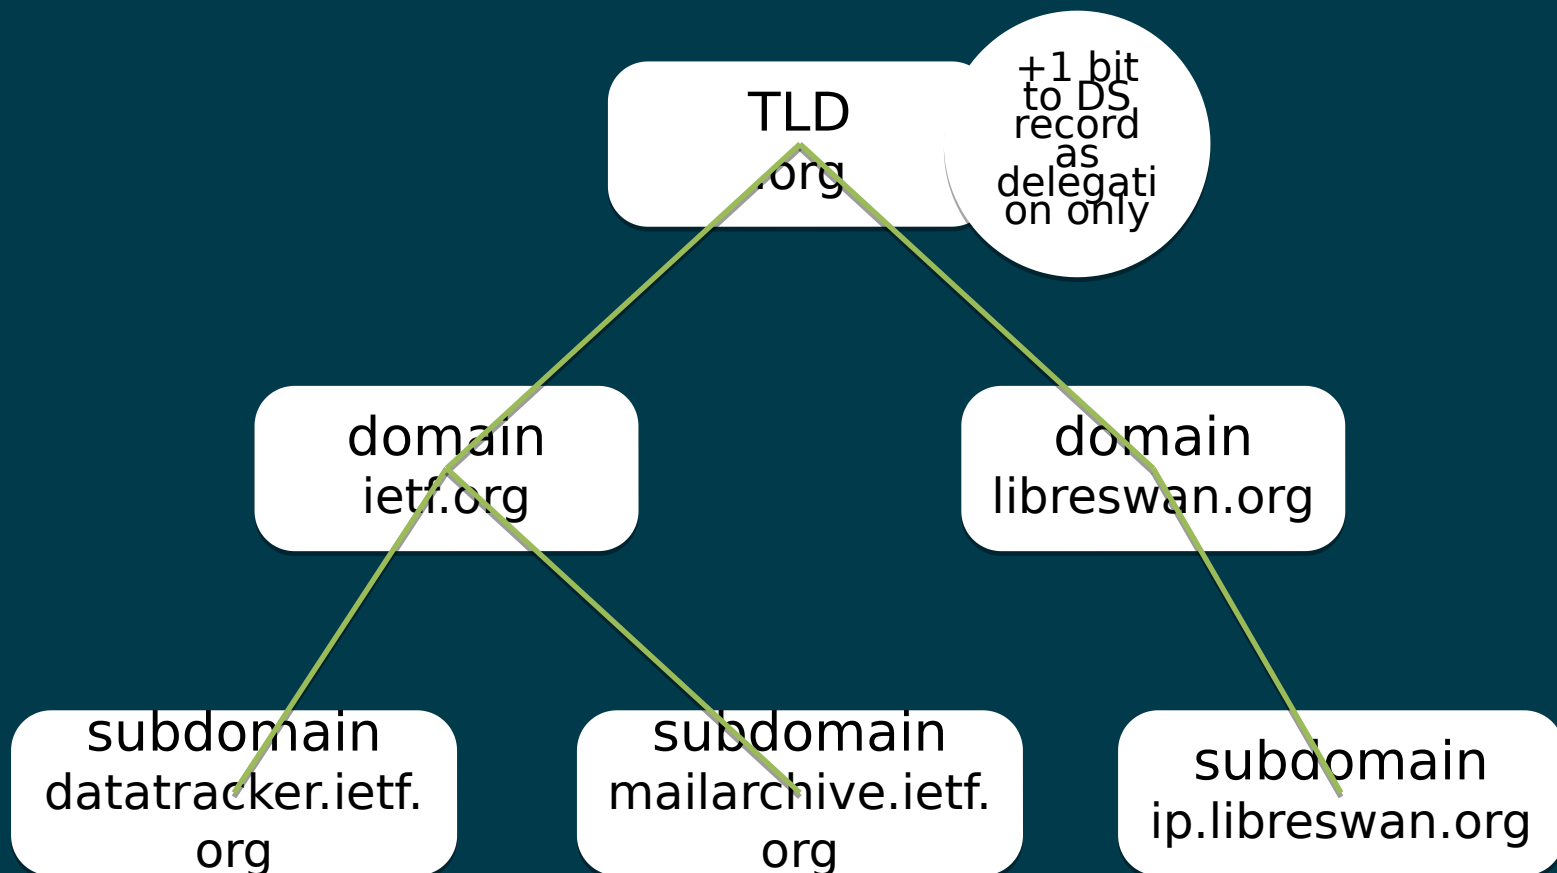 TLD
.org
+1 bit
to DS
record
as
delegati
on only
domain
ietf.org
domain
libreswan.org
subdomain
datatracker.ietf.
org
subdomain
mailarchive.ietf.
org
subdomain
ip.libreswan.org